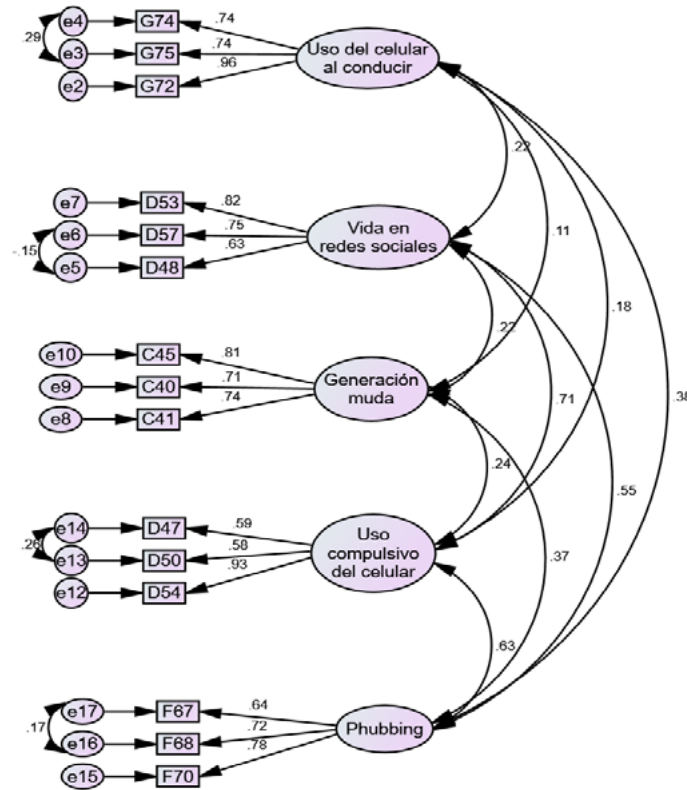 e4
G74
.74
.29
e3
G75
.74
e2
G72
.96
Uso del celular
al conducir
.22
e7
D53
.82
-.15
e6
D57
.75
e5
D48
.63
Vida en
redes sociales
.11
.18
.38
e10
C45
.81
e9
C40
.71
e8
C41
.74
Generación
muda
.22
.71
.24
.55
e14
D47
.59
.26
e13
D50
.58
e12
D54
.93
Uso
compulsivo
del celular
.37
.63
e17
F67
.64
.17
e16
F68
.72
e15
F70
.78
Phubbing